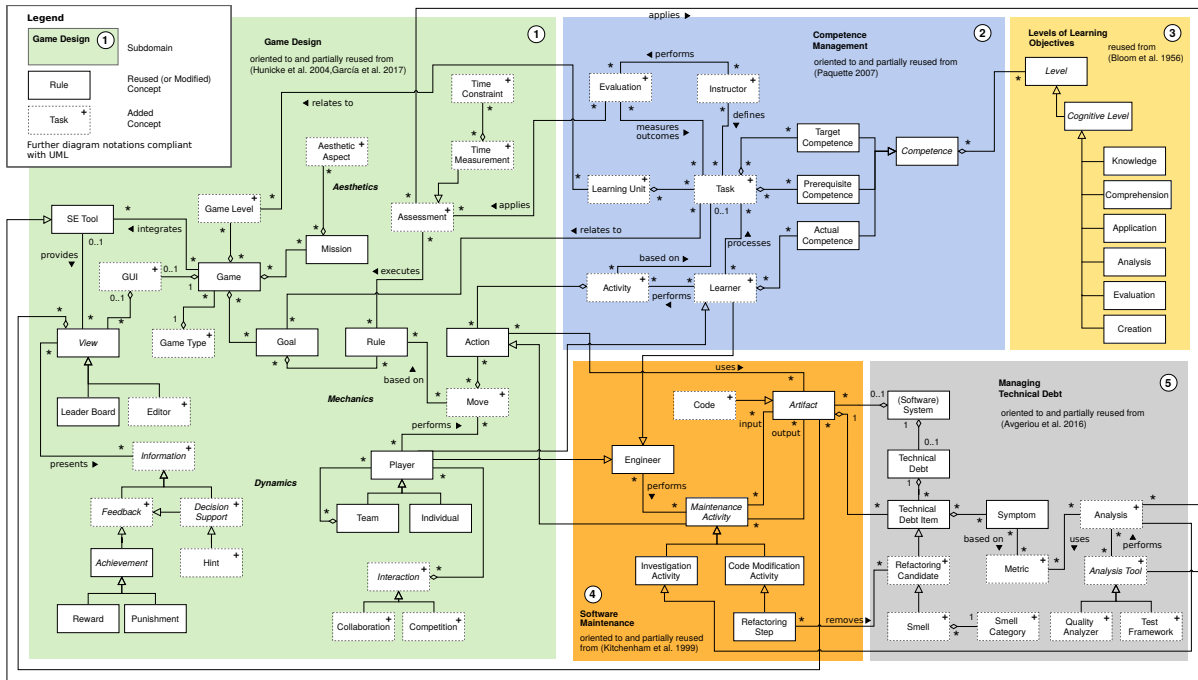 Legend
Game Design
1
Subdomain
Rule
Reused (or Modified)
Concept
Task
+
Added
Concept
Further diagram notations compliant
with UML
Game Design
1
oriented to and partially reused from
(Hunicke et al. 2004,García et al. 2017)
applies
Time
Constraint
Time
Measurement
relates to
Aesthetic
Aspect
Aesthetics
Assessment
SE Tool
Game Level
integrates
provides
0..1
Mission
GUI
0..1
Game
1
0..1
executes
View
1
Game Type
Goal
Rule
Action
based on
Leader Board
Editor
Mechanics
Move
performs
presents
Information
Player
Dynamics
Feedback
Decision
Support
Team
Individual
Achievement
Hint
Interaction
Reward
Punishment
Collaboration
Competition
Competence
Management
2
oriented to and partially reused from
(Paquette 2007)
performs
Evaluation
Instructor
measures
outcomes
defines
Target
Competence
Competence
Learning Unit
Task
Prerequisite
Competence
0..1
applies
relates to
processes
Actual
Competence
based on
Activity
Learner
performs
Levels of Learning
Objectives
3
reused from
(Bloom et al. 1956)
Level
Cognitive Level
Knowledge
Comprehension
Application
Analysis
Evaluation
Creation
uses
Code
Artifact
input
output
Engineer
performs
Maintenance
Activity
Investigation
Activity
Code Modification
Activity
4
Software
Maintenance
oriented to and partially reused
from (Kitchenham et al. 1999)
Refactoring
Step
removes
Managing
Technical Debt
5
oriented to and partially reused from
(Avgeriou et al. 2016)
0..1
(Software)
System
1
1
0..1
Technical
Debt
1
Technical
Debt Item
Symptom
Analysis
based on
uses
performs
Refactoring
Candidate
Metric
Analysis Tool
Smell
1
Smell
Category
Quality
Analyzer
Test
Framework